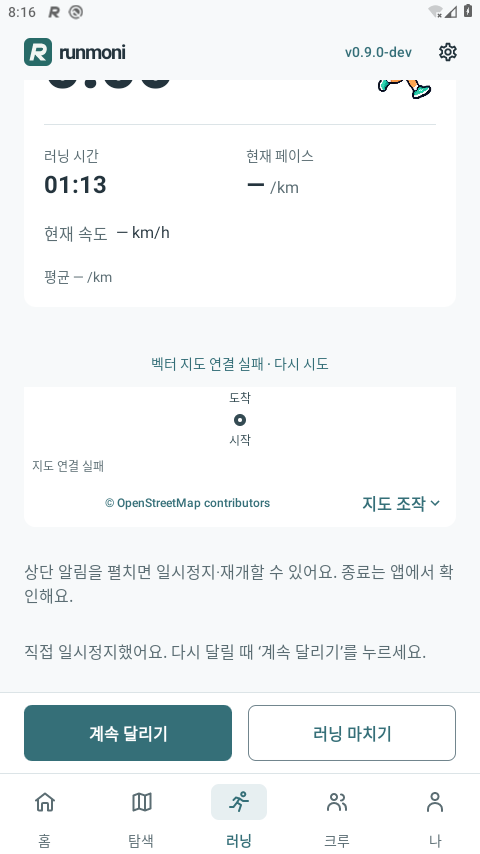 8:16
runmoni
v0.9.0-dev
러닝 시간
현재 페이스
01:13
— /km
현재 속도 — km/h
평균 — /km
벡터 지도 연결 실패 · 다시 시도
도착
시작
지도 연결 실패
© OpenStreetMap contributors
지도 조작
상단 알림을 펼치면 일시정지·재개할 수 있어요. 종료는 앱에서 확
인해요.
직접 일시정지했어요. 다시 달릴 때 ‘계속 달리기’를 누르세요.
계속 달리기
러닝 마치기
홈
탐색
러닝
크루
나